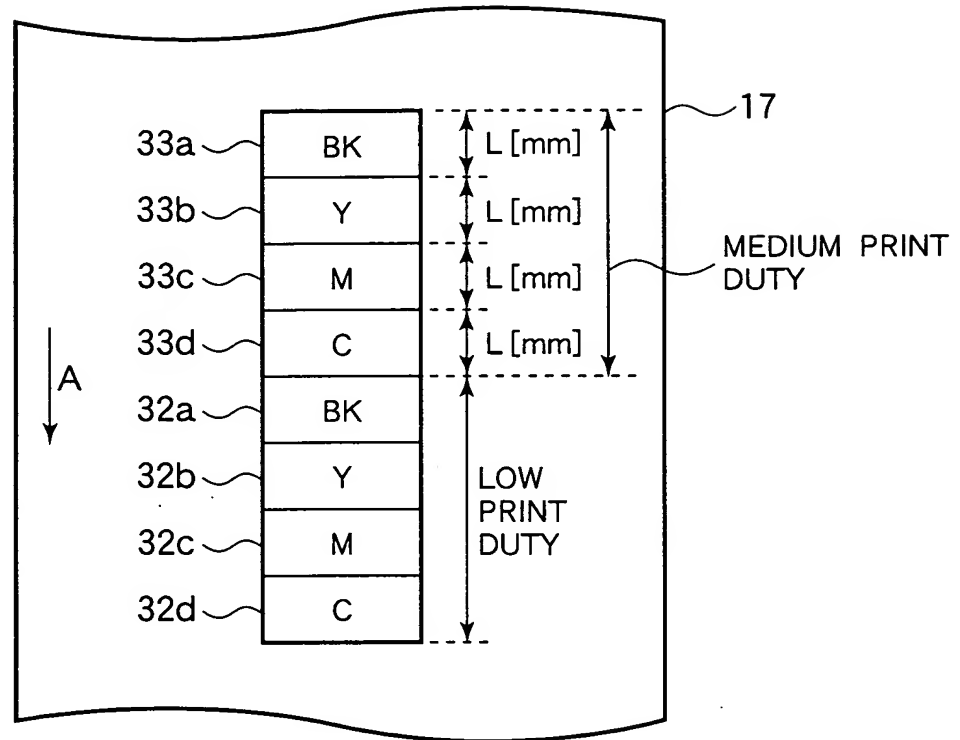 17
33a BK L [mm]
33b Y L [mm]
MEDIUM PRINT
DUTY
33c M L [mm]
33d C L [mm]
A
32a BK
32b Y
LOW
PRINT
DUTY
32c M
32d C